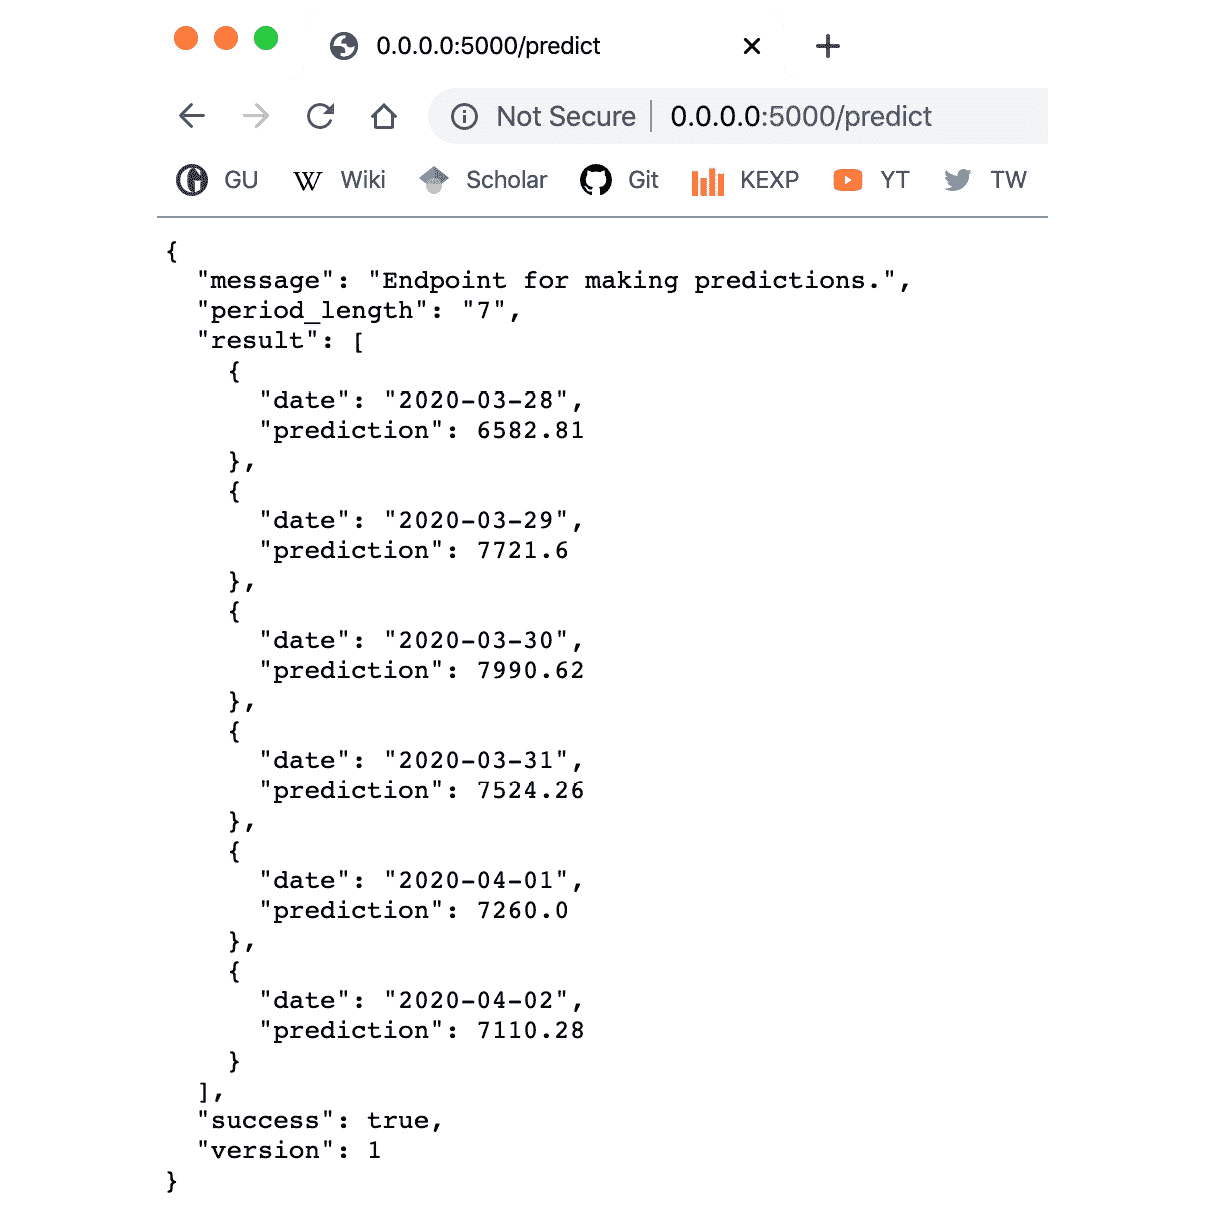 0.0.0.0:5000/predict
Not Secure | 0.0.0.0:5000/predict
GU W Wiki Scholar Git KEXP YT TW
{
  "message": "Endpoint for making predictions.",
  "period_length": "7",
  "result": [
    {
      "date": "2020-03-28",
      "prediction": 6582.81
    },
    {
      "date": "2020-03-29",
      "prediction": 7721.6
    },
    {
      "date": "2020-03-30",
      "prediction": 7990.62
    },
    {
      "date": "2020-03-31",
      "prediction": 7524.26
    },
    {
      "date": "2020-04-01",
      "prediction": 7260.0
    },
    {
      "date": "2020-04-02",
      "prediction": 7110.28
    }
  ],
  "success": true,
  "version": 1
}